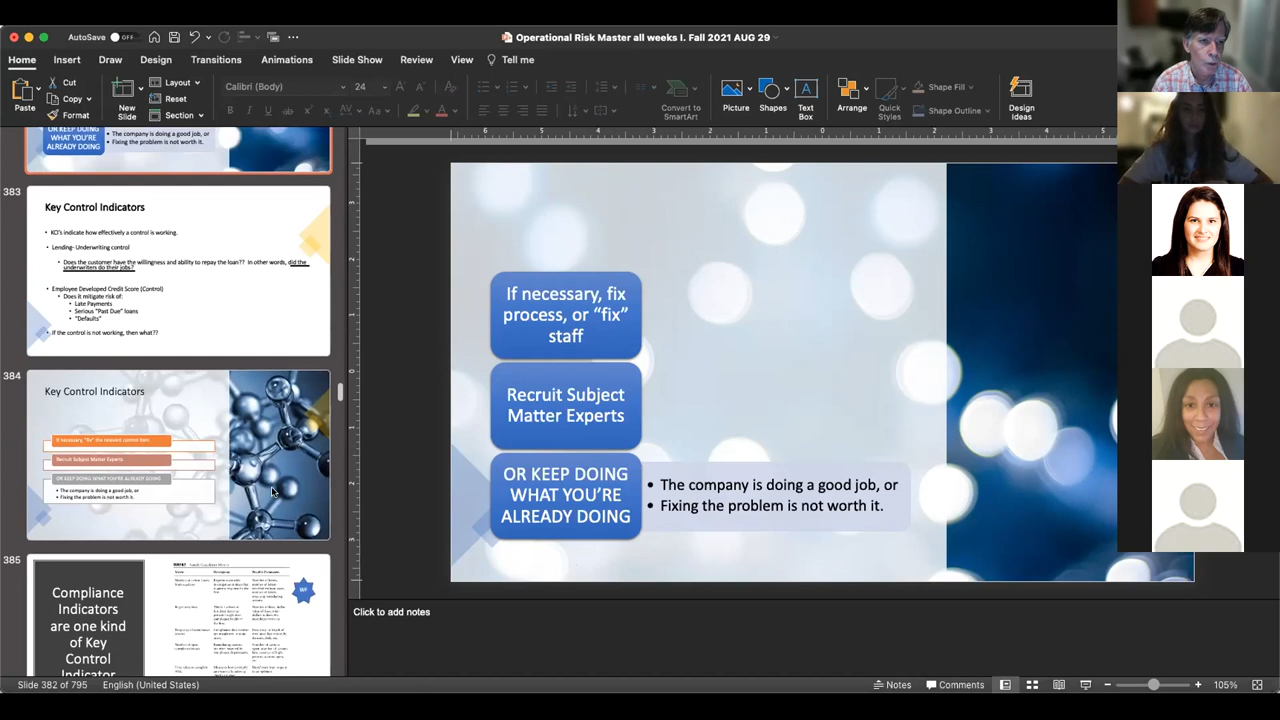 AutoSave OFF
Operational Risk Master all weeks I. Fall 2021 AUG 29
Home Insert Draw Design Transitions Animations Slide Show Review View Tell me
Paste
Cut
Copy
Format
New
Slide
Layout
Reset
Section
Calibri (Body) 24
Convert to
SmartArt
Picture
Shapes
Text
Box
Arrange
Quick
Styles
Shape Fill
Shape Outline
Design
Ideas
OR KEEP DOING
WHAT YOU'RE
ALREADY DOING
• The company is doing a good job, or
• Fixing the problem is not worth it.
383
Key Control Indicators
• KCI's indicate how effectively a control is working.
• Lending- Underwriting control
• Does the customer have the willingness and ability to repay the loan?? In other words, did the
underwriters do their jobs?
• Employee Developed Credit Score (Control)
• Does it mitigate risk of:
• Late Payments
• Serious "Past Due" loans
• "Defaults"
• If the control is not working, then what??
384
Key Control Indicators
If necessary, "fix" the relevant control item.
Recruit Subject Matter Experts
OR KEEP DOING WHAT YOU'RE ALREADY DOING
• The company is doing a good job, or
• Fixing the problem is not worth it.
385
Compliance
Indicators
are one kind
of Key
Control
Indicator
If necessary, fix
process, or “fix”
staff
Recruit Subject
Matter Experts
OR KEEP DOING
WHAT YOU'RE
ALREADY DOING
• The company is doing a good job, or
• Fixing the problem is not worth it.
Click to add notes
Slide 382 of 795 English (United States) Notes Comments 105%